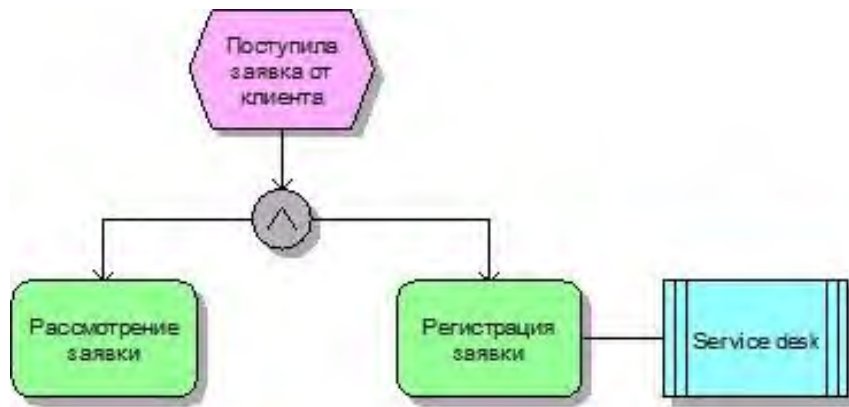 Поступила
заявка от
клиента
Рассмотрение
заявки
Регистрация
заявки
Service desk